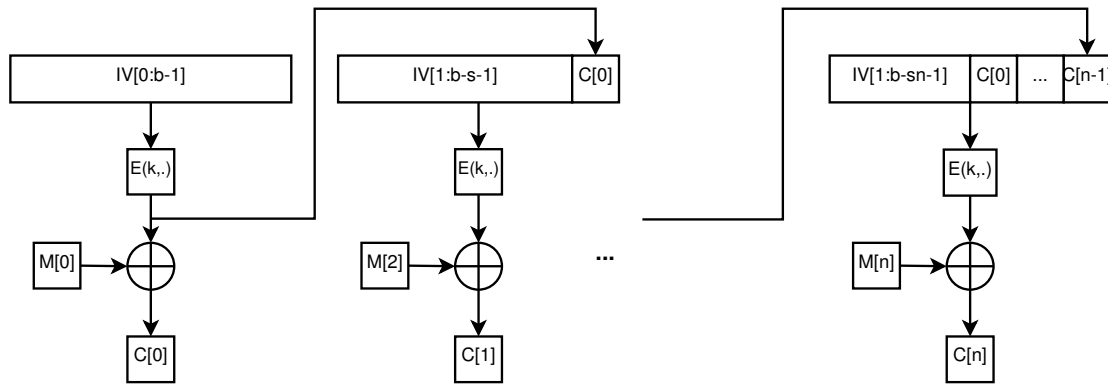 IV[0:b-1]
IV[1:b-s-1]
C[0]
IV[1:b-sn-1]
C[0]
...
C[n-1]
E(k,.)
E(k,.)
E(k,.)
M[0]
M[2]
...
M[n]
C[0]
C[1]
C[n]